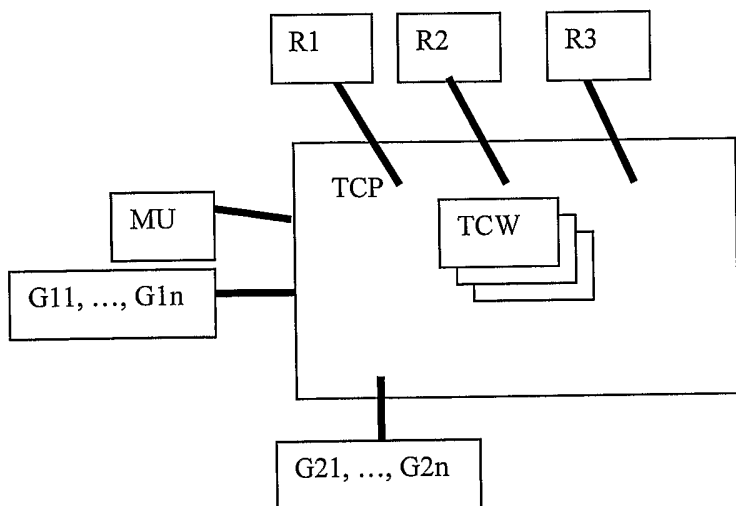 R1
R2
R3
TCP
MU
TCW
G11, ..., G1n
G21, ..., G2n